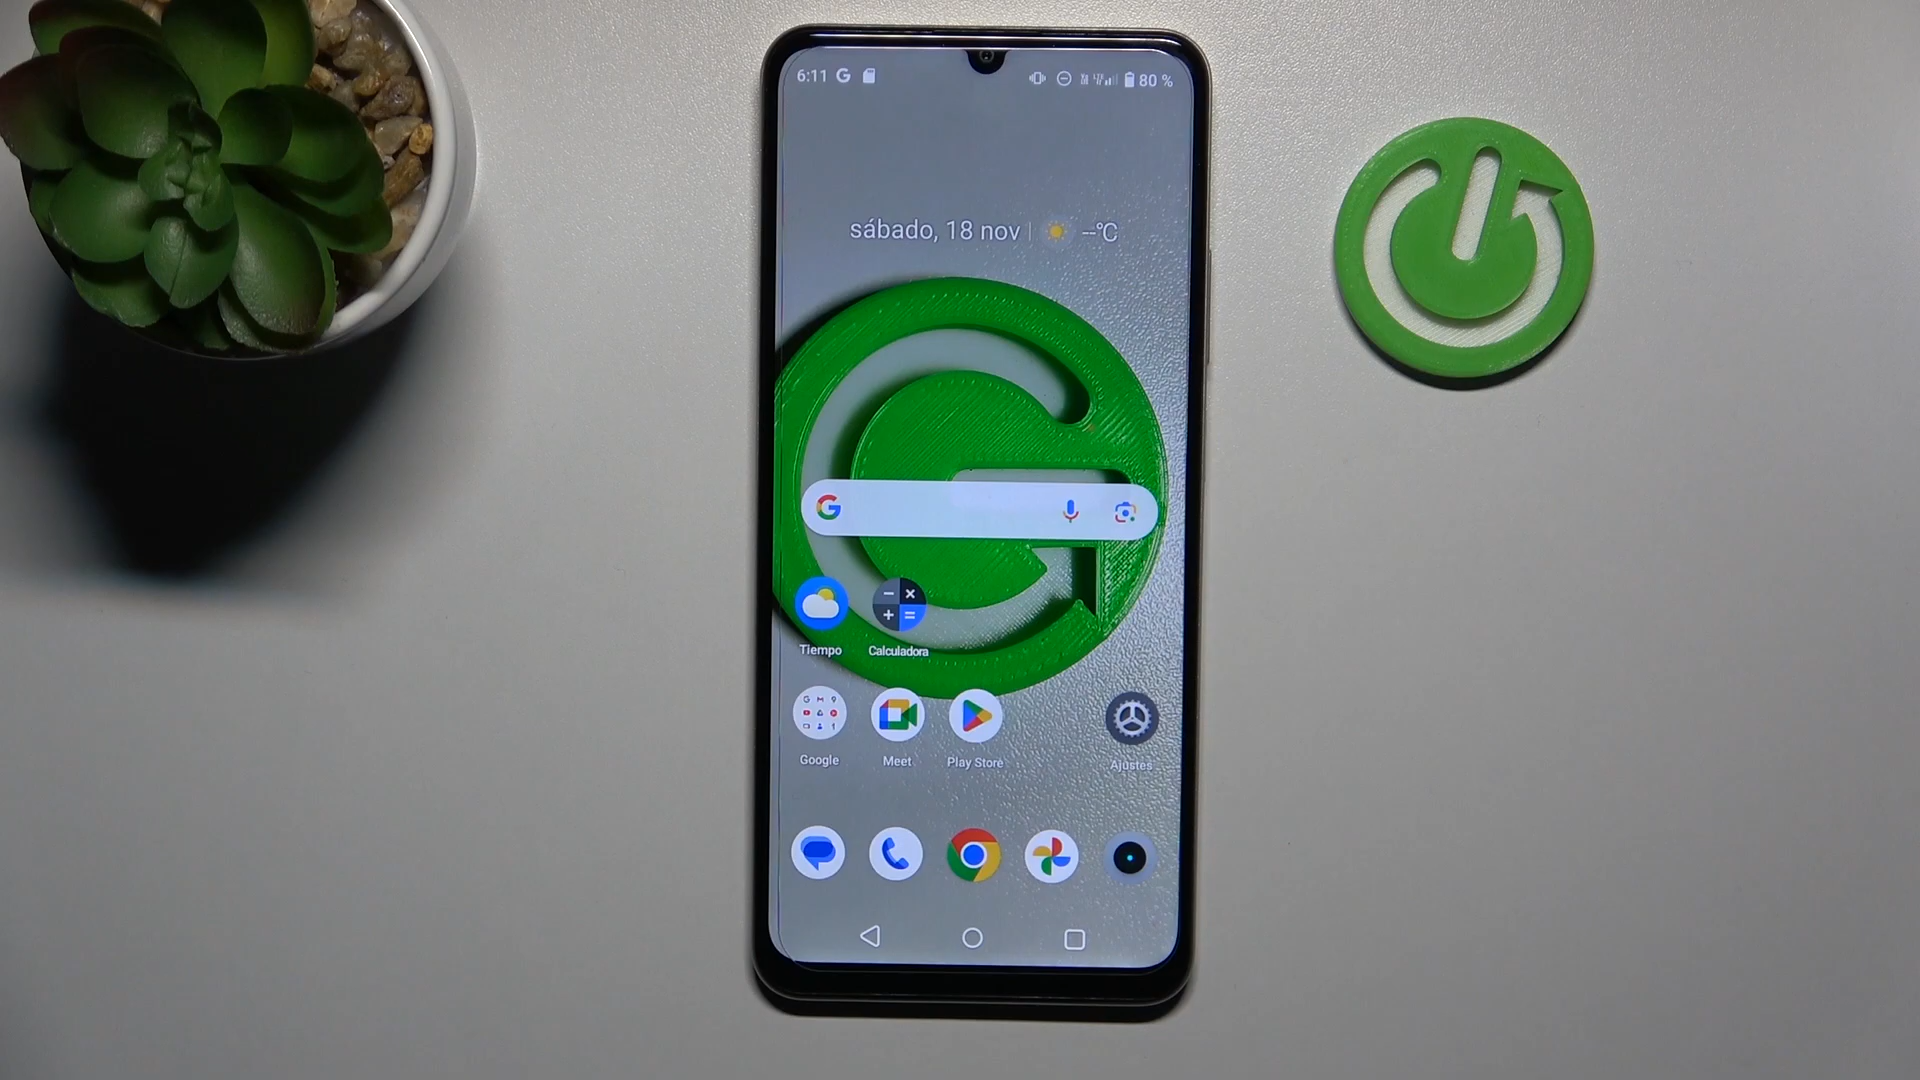 6:11
80 %
sábado, 18 nov | --°C
Tiempo
Calculadora
Google
Meet
Play Store
Ajustes